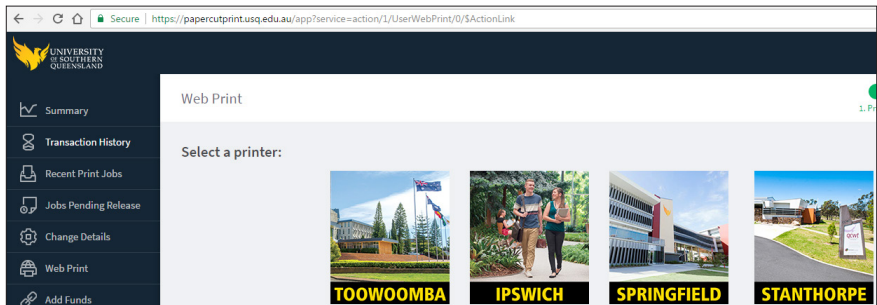 Secure | https://papercutprint.usq.edu.au/app?service=action/1/UserWebPrint/0/$ActionLink
UNIVERSITY
OF SOUTHERN
QUEENSLAND
Web Print
1. Pr
Summary
Transaction History
Select a printer:
Recent Print Jobs
Jobs Pending Release
Change Details
Web Print
Add Funds
TOOWOOMBA
IPSWICH
SPRINGFIELD
STANTHORPE